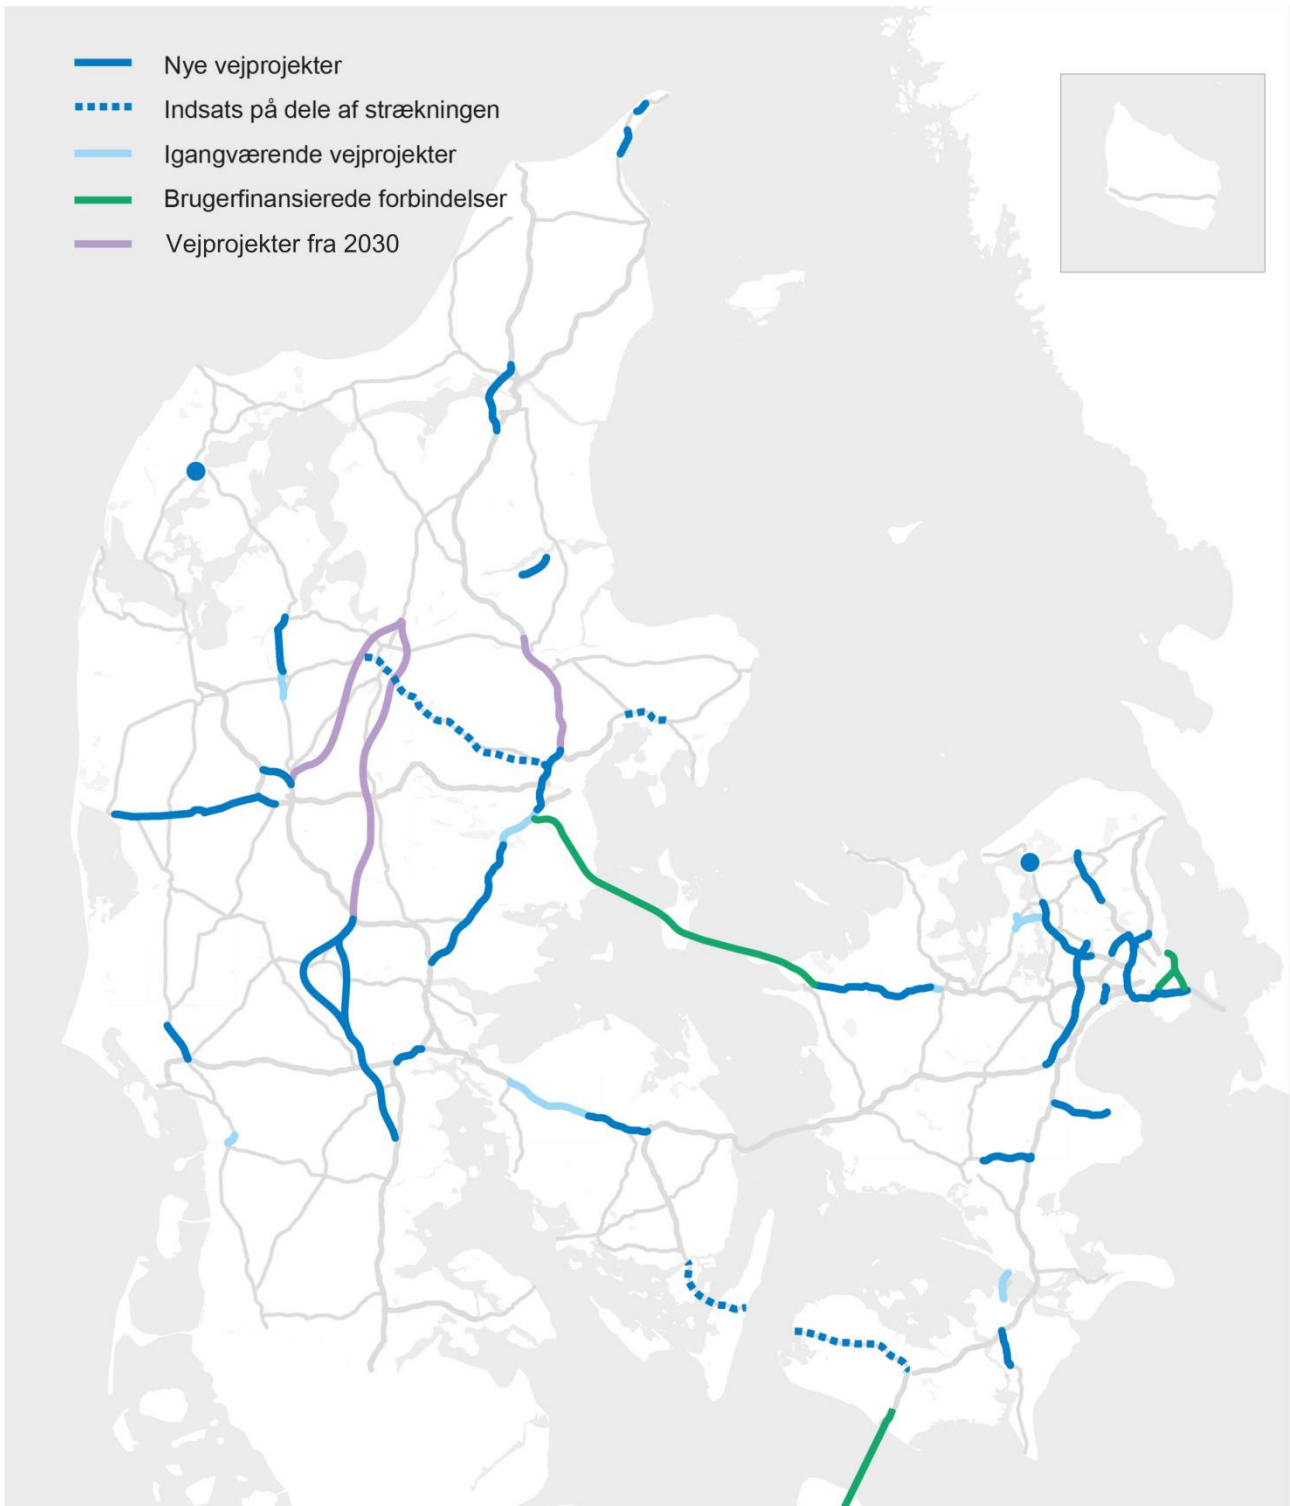 Nye vejprojekter
Indsats på dele af strækningen
Igangværende vejprojekter
Brugerfinansierede forbindelser
Vejprojekter fra 2030